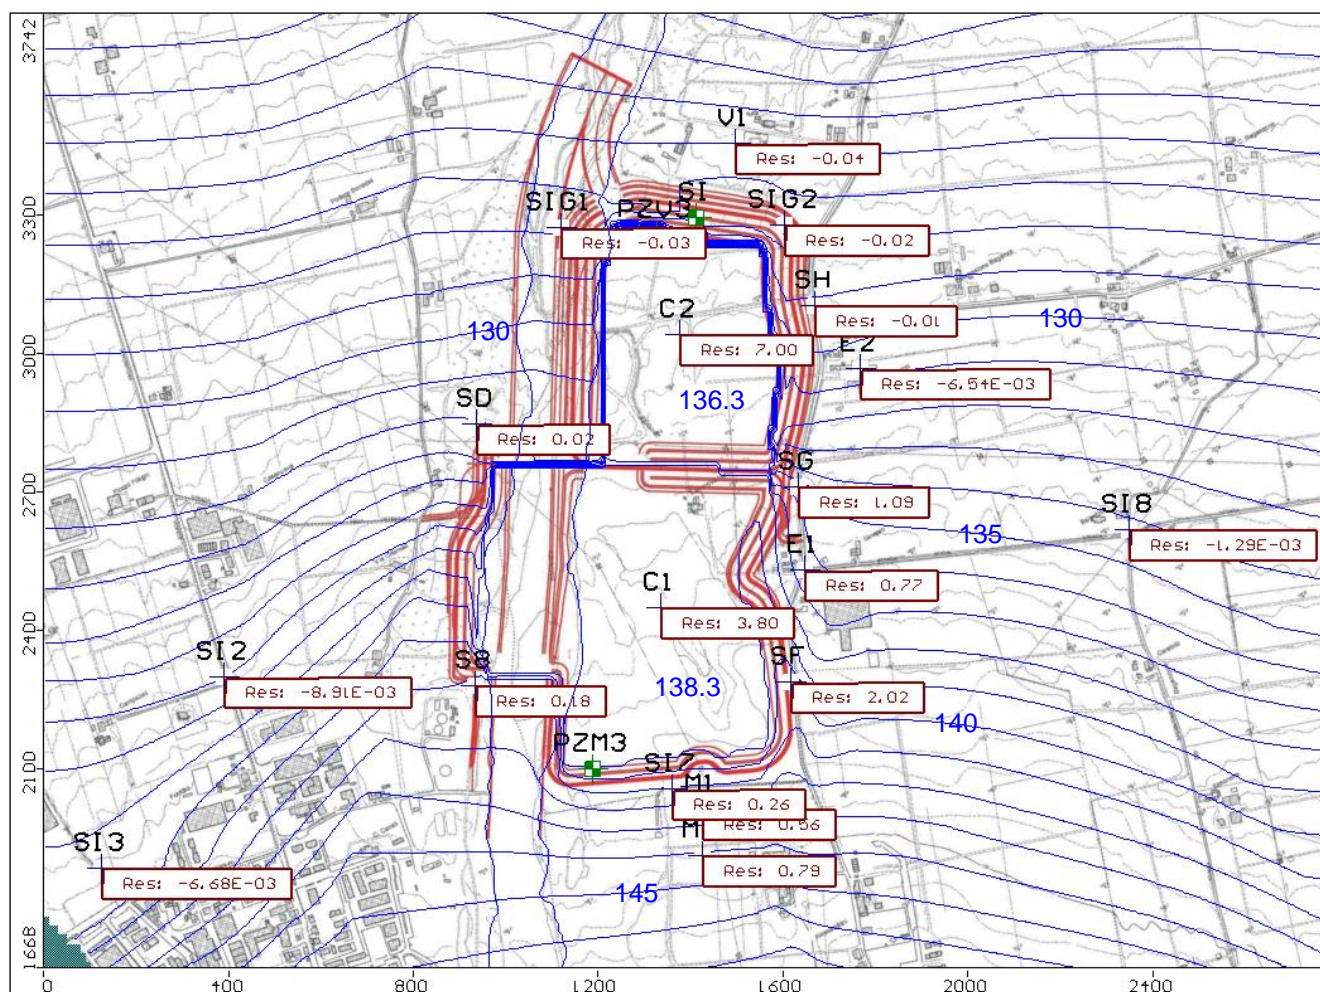 3742
V1
Res: -0.04
SI
SIG1
PZV3
SIG2
3300
Res: -0.03
Res: -0.02
SH
C2
130
130
Res: -0.01
3000
Res: 7.00
E2
136.3
Res: -6.54E-03
SD
Res: 0.02
SG
2700
Res: 1.09
SI8
135
E1
Res: -1.29E-03
C1
Res: 0.77
2400
Res: 3.80
SI2
S8
SF
138.3
Res: -8.91E-03
Res: 0.18
Res: 2.02
140
PZM3
2100
SI7
M1
Res: 0.26
Res: 0.56
M
SI3
Res: 0.79
Res: -6.68E-03
145
1668
0
400
800
1200
1600
2000
2400